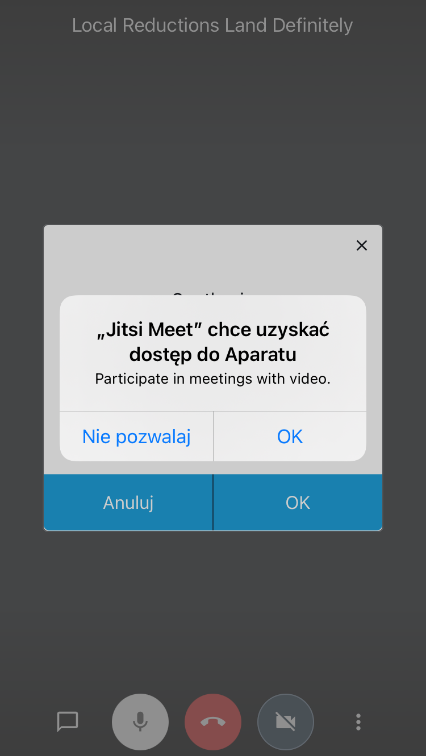 Local Reductions Land Definitely
„Jitsi Meet” chce uzyskać
dostęp do Aparatu
Participate in meetings with video.
Nie pozwalaj
OK
Anuluj
OK